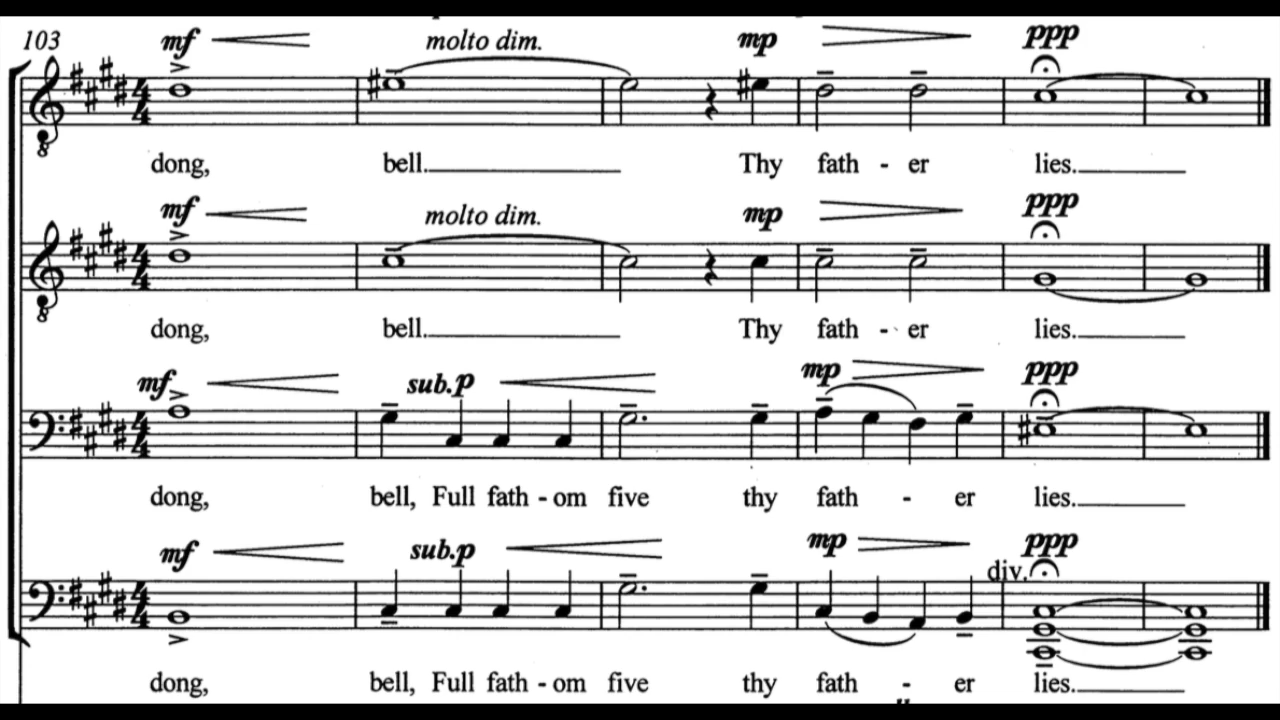 103 mf molto dim. mp ppp
8
dong, bell. Thy fath - er lies.
mf molto dim. mp ppp
8
dong, bell. Thy fath - er lies.
mf sub.p mp ppp
dong, bell, Full fath - om five thy fath - er lies.
mf sub.p mp div. ppp
dong, bell, Full fath - om five thy fath - er lies.